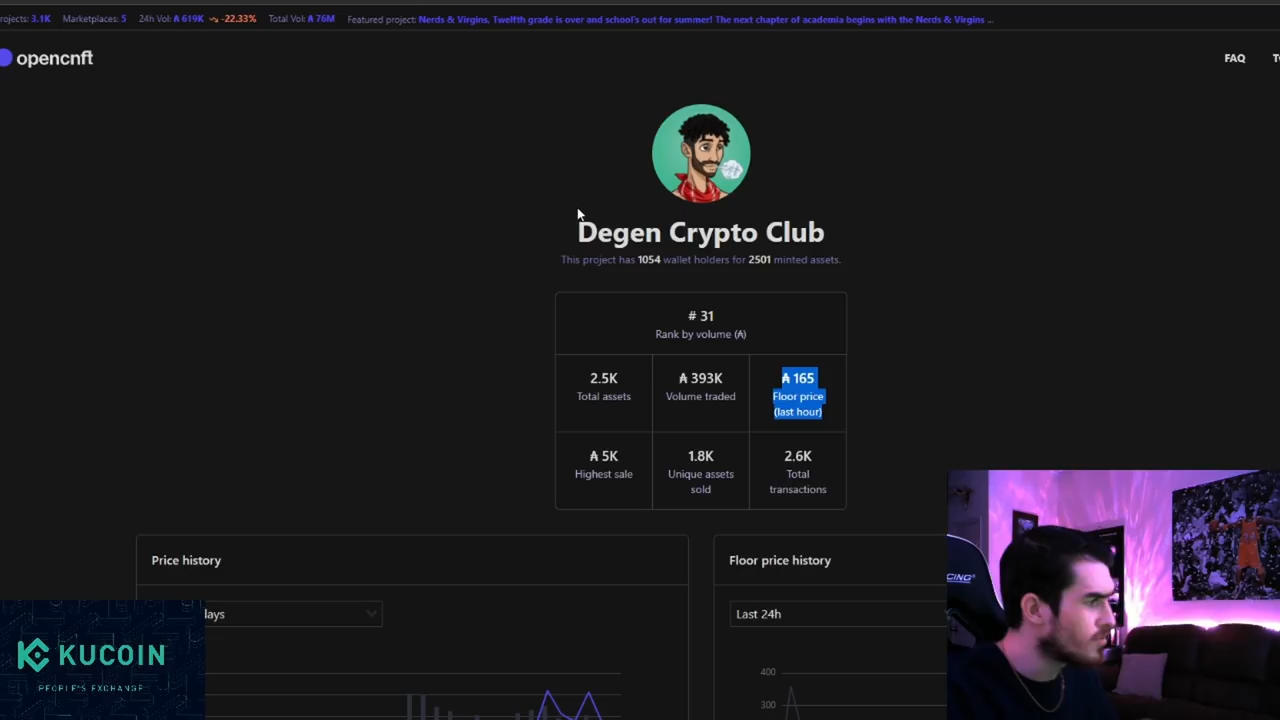 rojects: 3.1K Marketplaces: 5 24h Vol: ₳ 619K -22.33% Total Vol: ₳ 76M Featured project: Nerds & Virgins, Twelfth grade is over and school's out for summer! The next chapter of academia begins with the Nerds & Virgins ...
opencnft
FAQ
Degen Crypto Club
This project has 1054 wallet holders for 2501 minted assets.
# 31
Rank by volume (₳)
2.5K
Total assets
₳ 393K
Volume traded
₳ 165
Floor price
(last hour)
₳ 5K
Highest sale
1.8K
Unique assets
sold
2.6K
Total
transactions
Price history
Floor price history
days
Last 24h
400
300
KUCOIN
PEOPLE'S EXCHANGE
CING